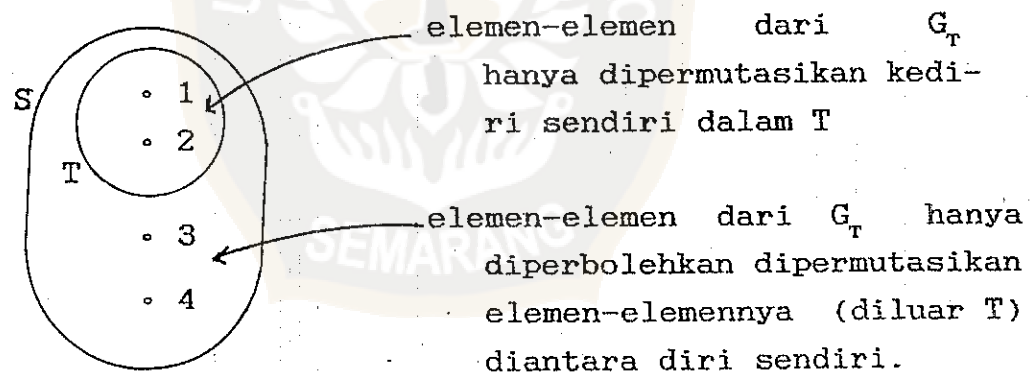 elemen-elemen dari G_T
hanya dipermutasikan kedi-
ri sendiri dalam T
S
1
2
T
elemen-elemen dari G_T hanya
3
diperbolehkan dipermutasikan
4
elemen-elemennya (diluar T)
diantara diri sendiri.
SEMARANG